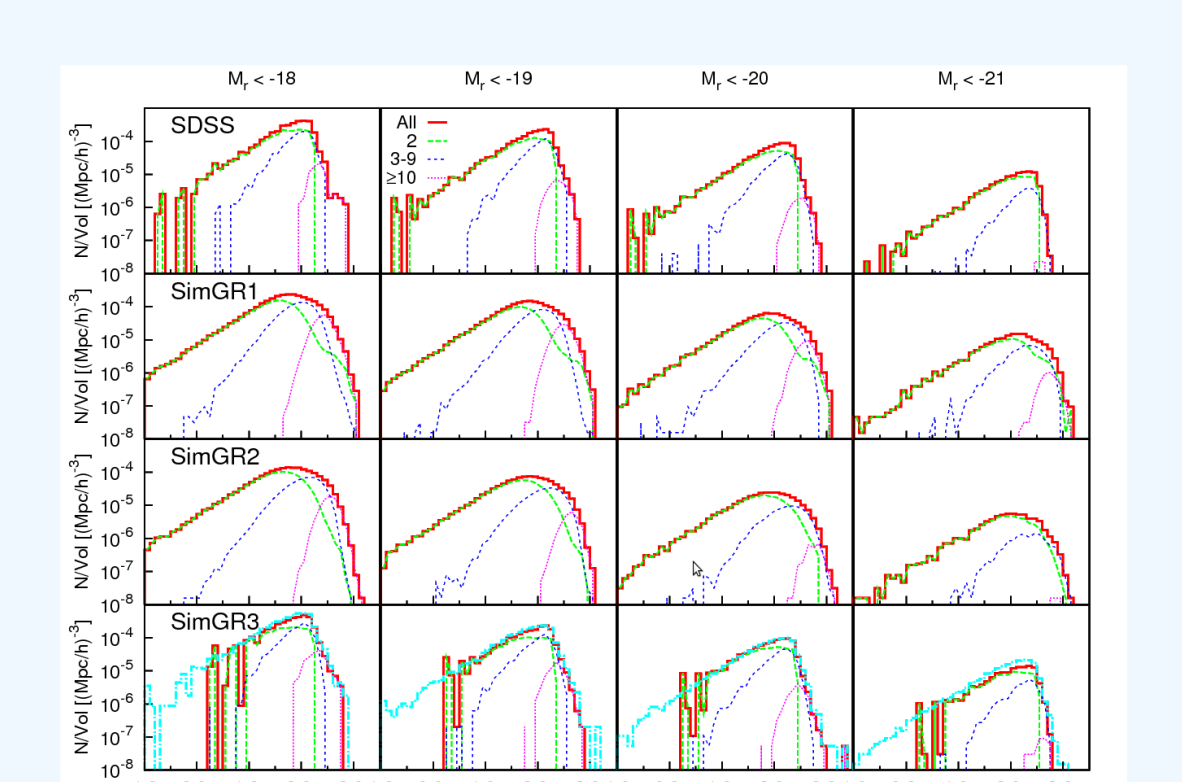 M_r < -18 M_r < -19 M_r < -20 M_r < -21
SDSS
All
2
3-9
≥10
N/Vol [(Mpc/h)^-3]
10^-4
10^-5
10^-6
10^-7
10^-8
SimGR1
N/Vol [(Mpc/h)^-3]
10^-4
10^-5
10^-6
10^-7
10^-8
SimGR2
N/Vol [(Mpc/h)^-3]
10^-4
10^-5
10^-6
10^-7
10^-8
SimGR3
N/Vol [(Mpc/h)^-3]
10^-4
10^-5
10^-6
10^-7
10^-8